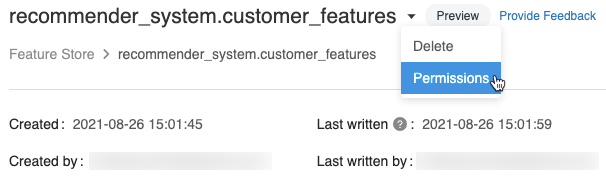 recommender_system.customer_features Preview Provide Feedback
Delete
Feature Store > recommender_system.customer_features
Permissions
Created : 2021-08-26 15:01:45 Last written ? : 2021-08-26 15:01:59
Created by : Last written by :